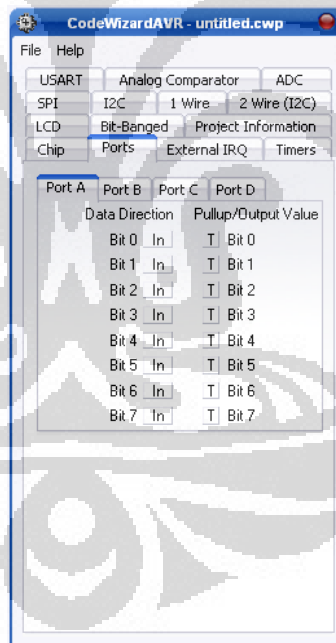 CodeWizardAVR - untitled.cwp
File Help
USART Analog Comparator ADC
SPI I2C 1 Wire 2 Wire (I2C)
LCD Bit-Banged Project Information
Chip Ports External IRQ Timers
Port A Port B Port C Port D
Data Direction Pullup/Output Value
Bit 0 In T Bit 0
Bit 1 In T Bit 1
Bit 2 In T Bit 2
Bit 3 In T Bit 3
Bit 4 In T Bit 4
Bit 5 In T Bit 5
Bit 6 In T Bit 6
Bit 7 In T Bit 7